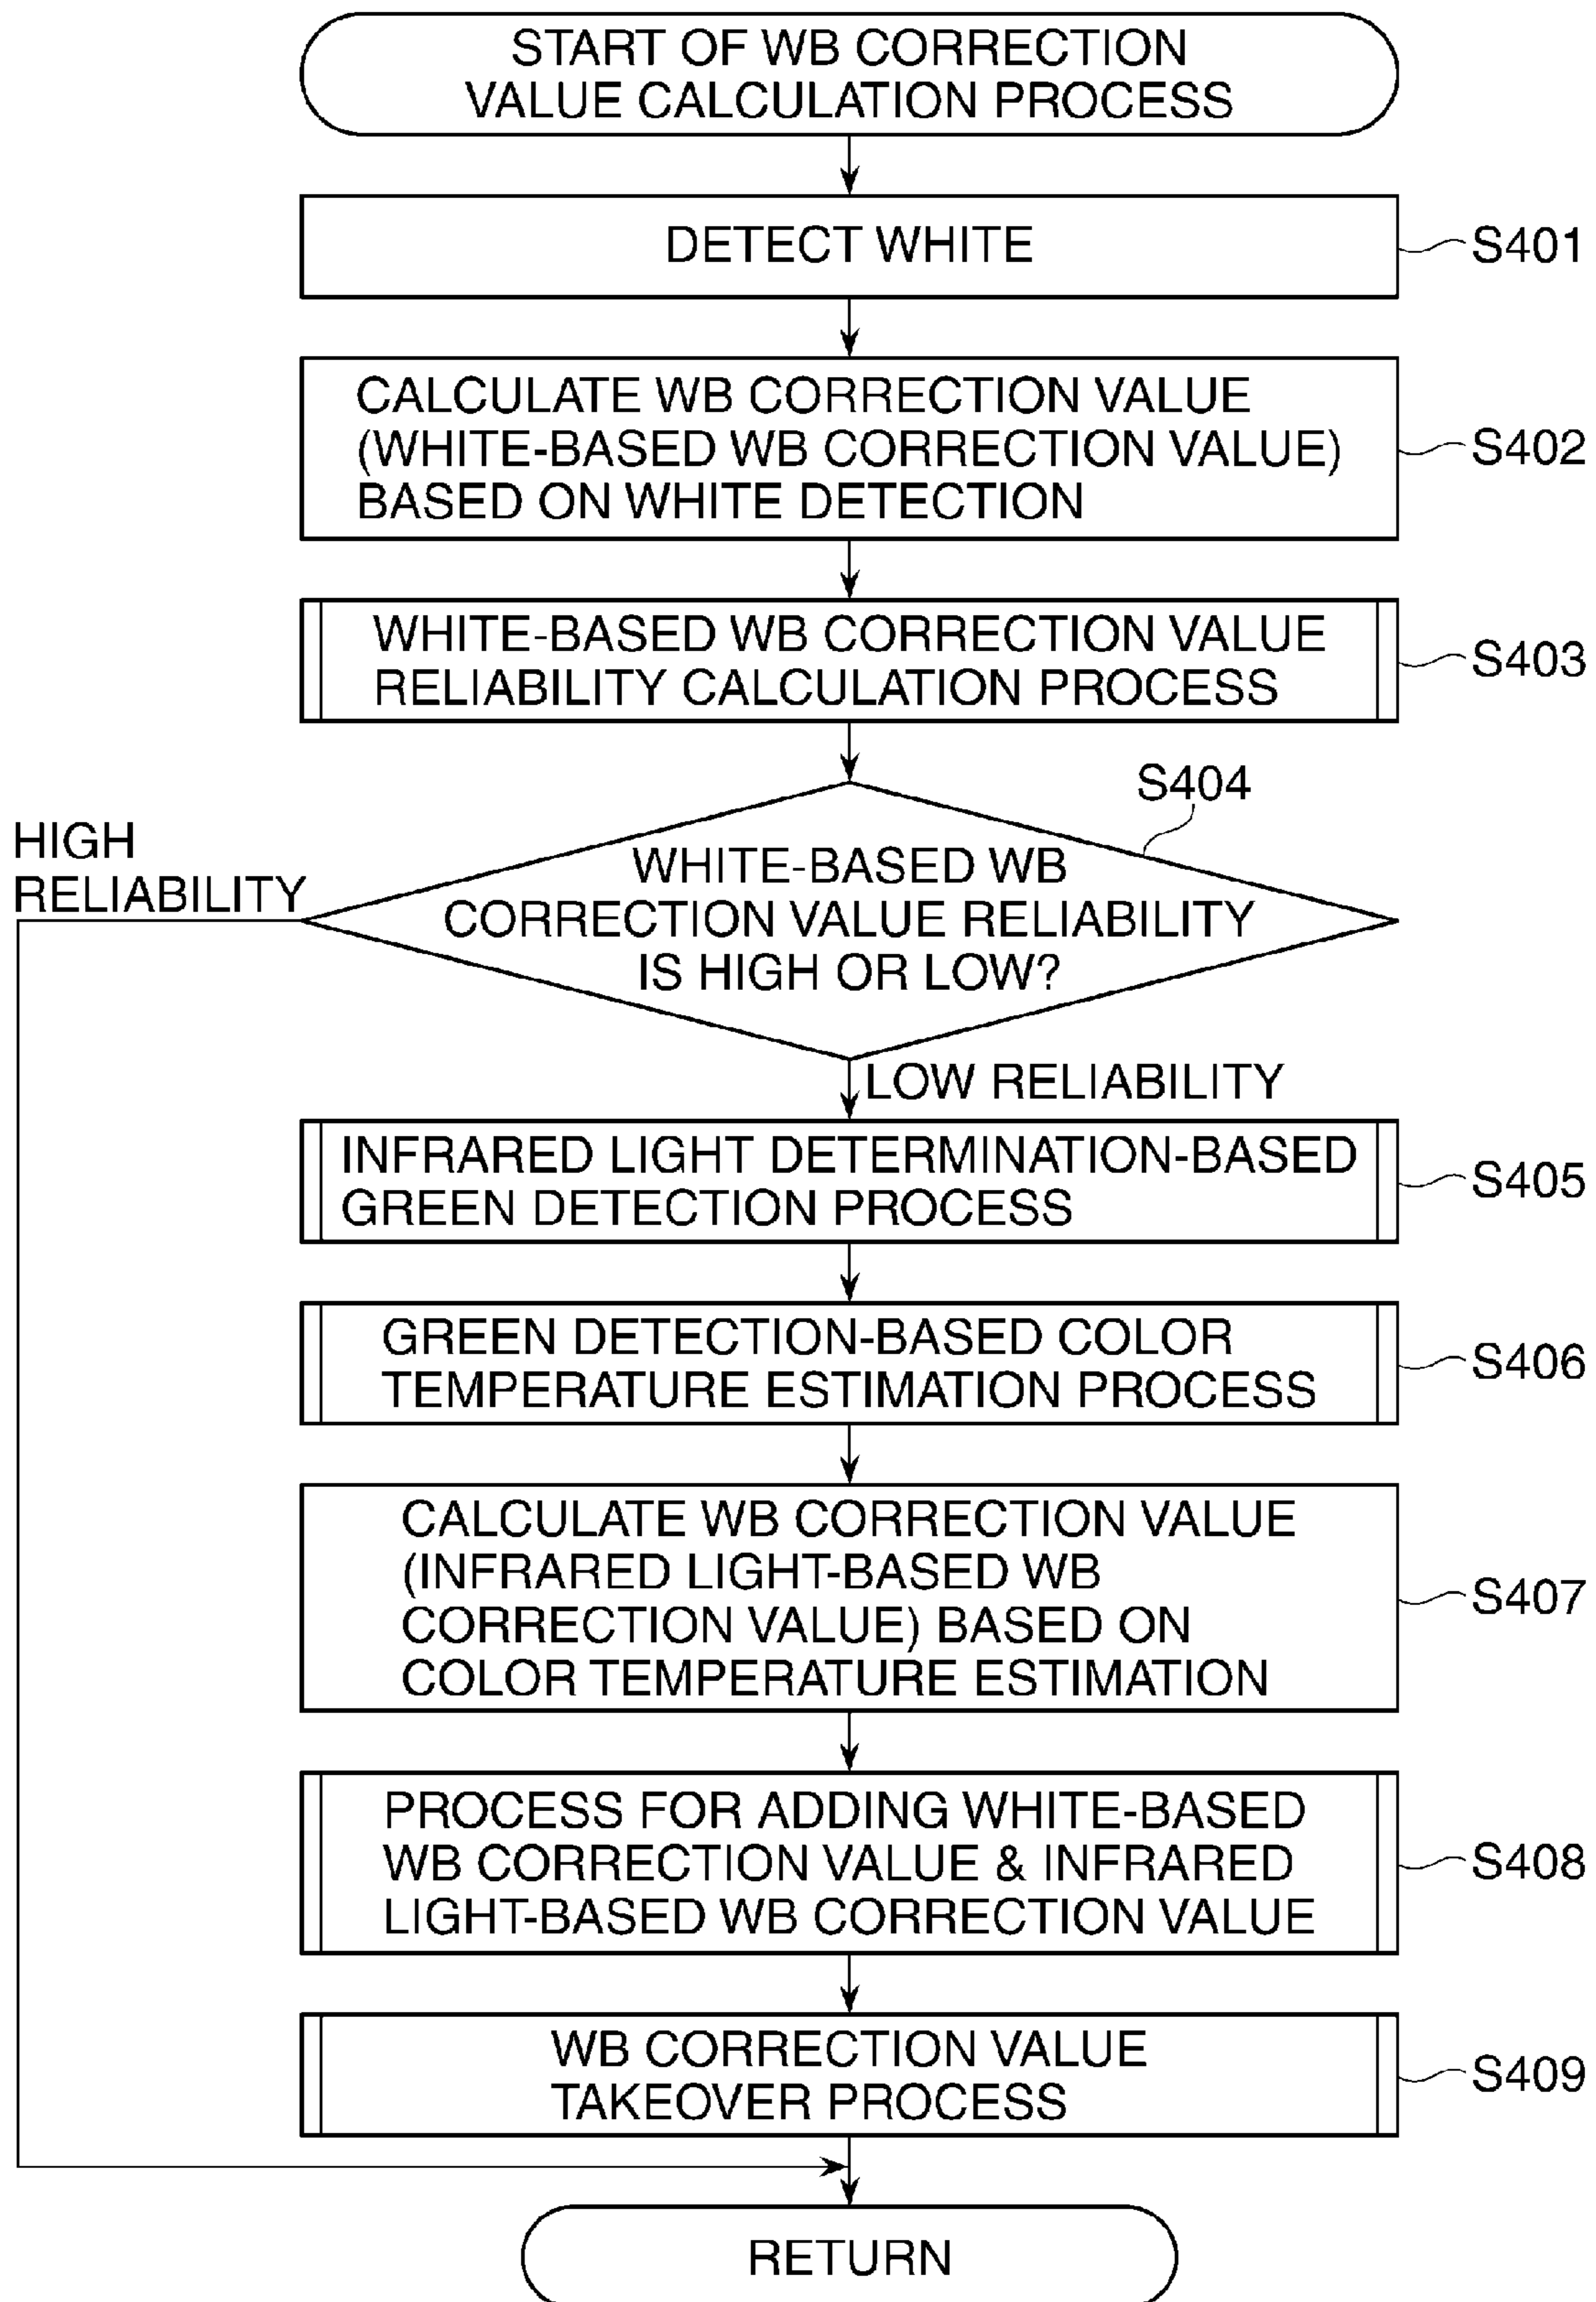 START OF WB CORRECTION
VALUE CALCULATION PROCESS
DETECT WHITE
S401
CALCULATE WB CORRECTION VALUE
(WHITE-BASED WB CORRECTION VALUE)
BASED ON WHITE DETECTION
S402
WHITE-BASED WB CORRECTION VALUE
RELIABILITY CALCULATION PROCESS
S403
S404
HIGH
RELIABILITY
WHITE-BASED WB
CORRECTION VALUE RELIABILITY
IS HIGH OR LOW?
LOW RELIABILITY
INFRARED LIGHT DETERMINATION-BASED
GREEN DETECTION PROCESS
S405
GREEN DETECTION-BASED COLOR
TEMPERATURE ESTIMATION PROCESS
S406
CALCULATE WB CORRECTION VALUE
(INFRARED LIGHT-BASED WB
CORRECTION VALUE) BASED ON
COLOR TEMPERATURE ESTIMATION
S407
PROCESS FOR ADDING WHITE-BASED
WB CORRECTION VALUE & INFRARED
LIGHT-BASED WB CORRECTION VALUE
S408
WB CORRECTION VALUE
TAKEOVER PROCESS
S409
RETURN